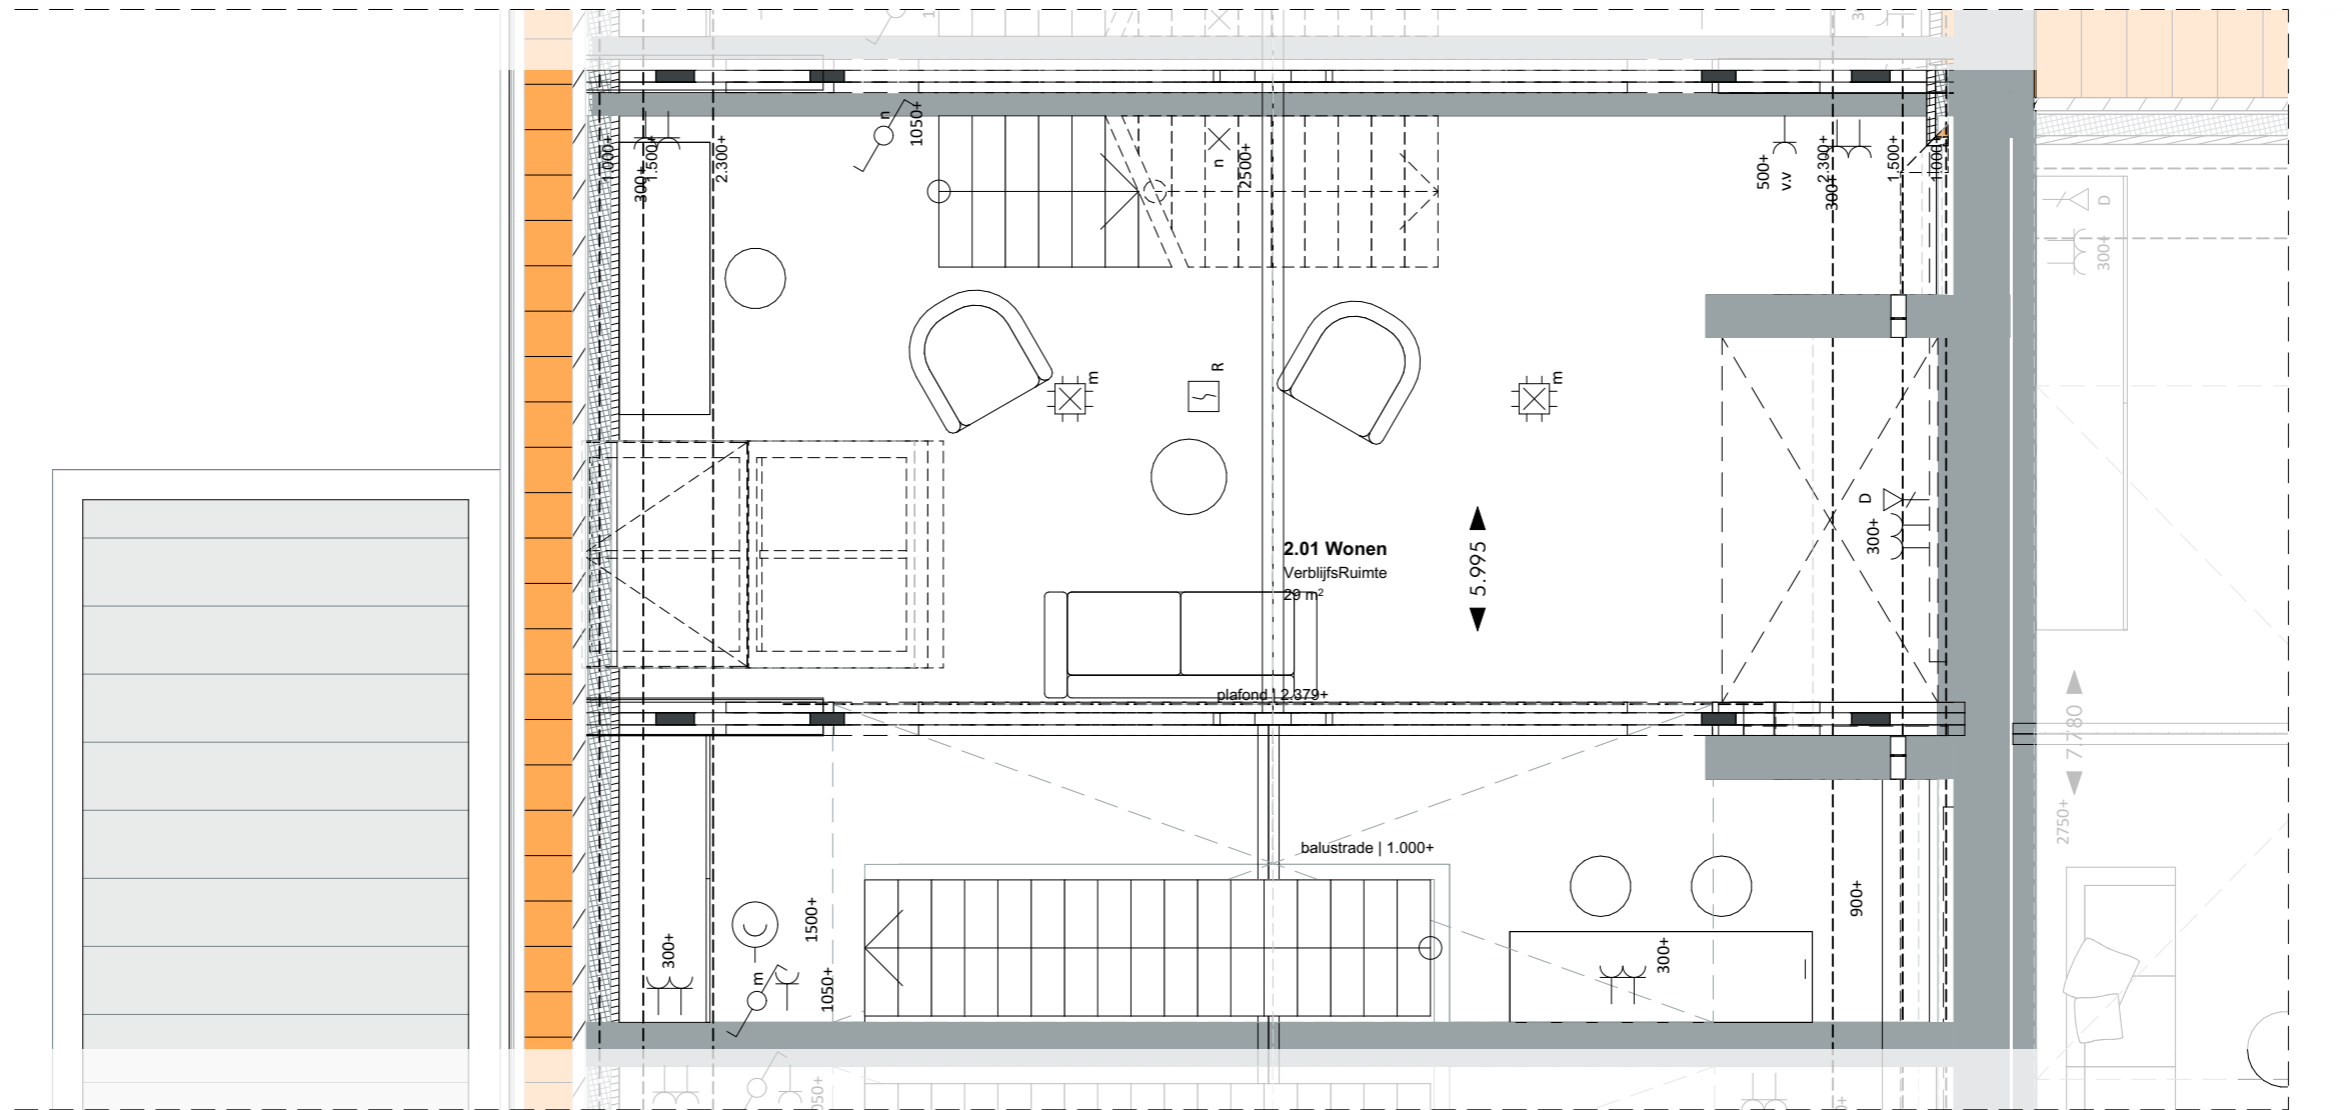 n
1050+
1.000+
1.500+
300+
2.300+
n
2500+
500+
v.v
2.300+
300+
1.500+
1.000+
D
300+
m
R
m
D
300+
2.01 Wonen
VerblijfsRuimte
29 m²
5.995
plafond | 2.379+
7.780
2750+
balustrade | 1.000+
900+
1500+
300+
m
1050+
300+